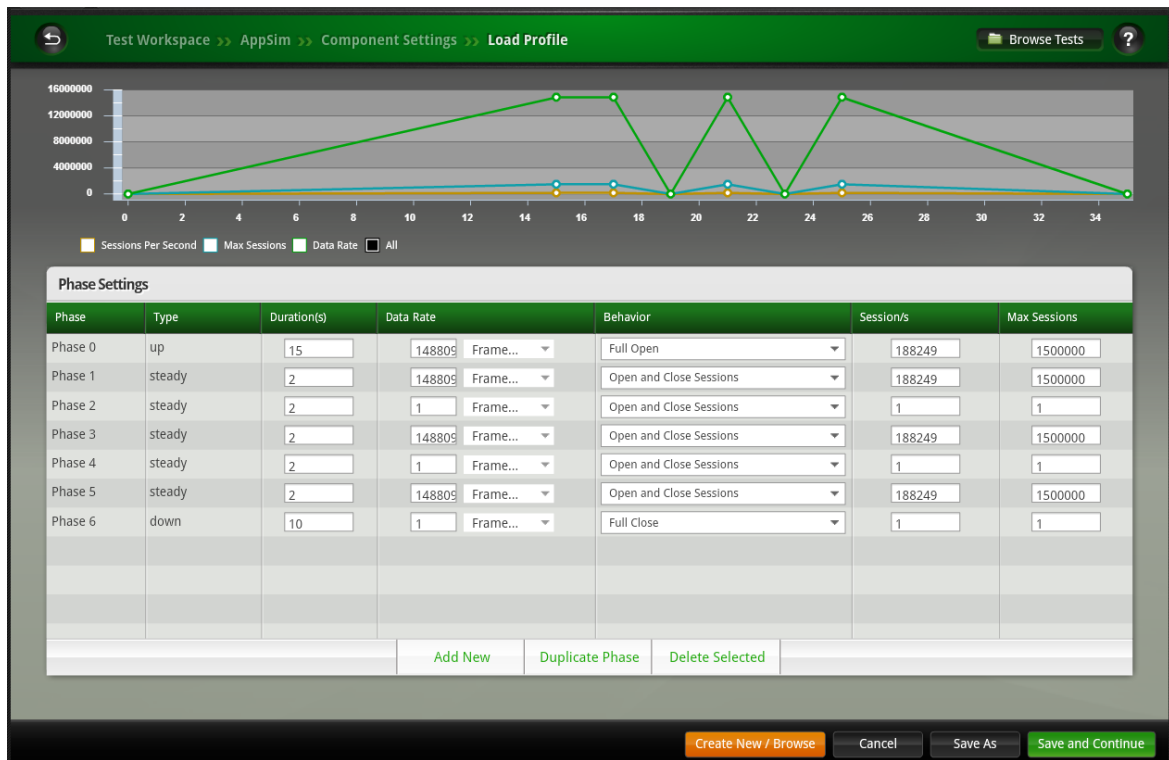 Test Workspace >> AppSim >> Component Settings >> Load Profile
Browse Tests ?
16000000
12000000
8000000
4000000
0
0 2 4 6 8 10 12 14 16 18 20 22 24 26 28 30 32 34
Sessions Per Second Max Sessions Data Rate All
Phase Settings
Phase Type Duration(s) Data Rate Behavior Session/s Max Sessions
Phase 0 up 15 148809 Frame... Full Open 188249 1500000
Phase 1 steady 2 148809 Frame... Open and Close Sessions 188249 1500000
Phase 2 steady 2 1 Frame... Open and Close Sessions 1 1
Phase 3 steady 2 148809 Frame... Open and Close Sessions 188249 1500000
Phase 4 steady 2 1 Frame... Open and Close Sessions 1 1
Phase 5 steady 2 148809 Frame... Open and Close Sessions 188249 1500000
Phase 6 down 10 1 Frame... Full Close 1 1
Add New Duplicate Phase Delete Selected
Create New / Browse Cancel Save As Save and Continue